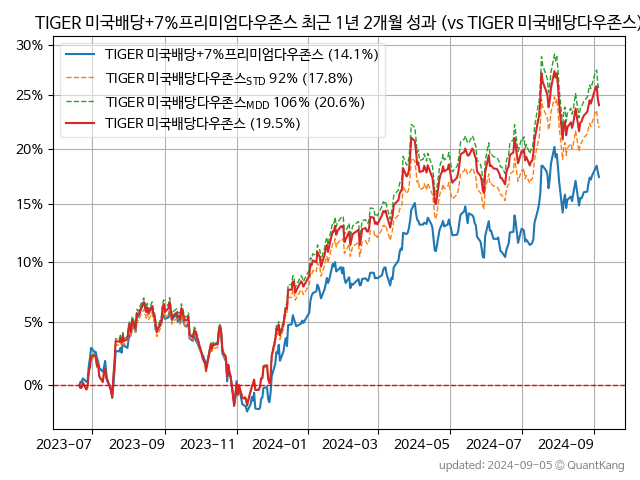 TIGER 미국배당+7%프리미엄다우존스 최근 1년 2개월 성과 (vs TIGER 미국배당다우존스)
TIGER 미국배당+7%프리미엄다우존스 (14.1%)
TIGER 미국배당다우존스STD 92% (17.8%)
TIGER 미국배당다우존스MDD 106% (20.6%)
TIGER 미국배당다우존스 (19.5%)
30%
25%
20%
15%
10%
5%
0%
2023-07
2023-09
2023-11
2024-01
2024-03
2024-05
2024-07
2024-09
updated: 2024-09-05 © QuantKang